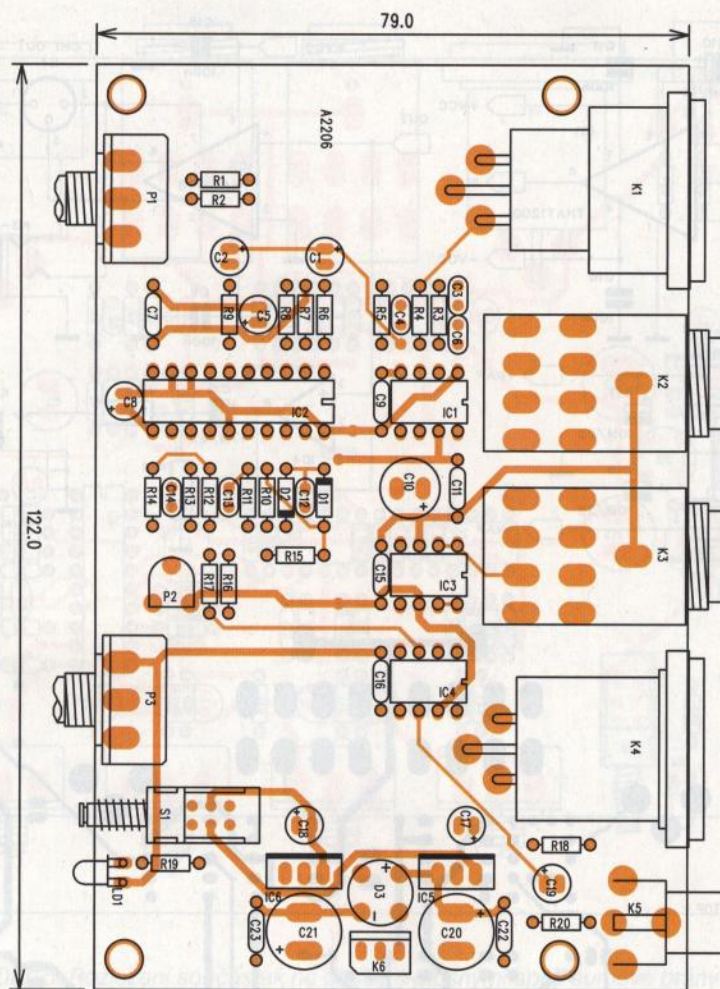 79.0
122.0
A2206
P1
R1
R2
K1
C2
C1
C7
R9
C5
R8
R7
R6
R5
C4
R4
R3
C3
C6
K2
C8
IC2
C9
IC1
R14
C14
R13
R12
C13
R11
R10
D2
C12
D1
C10
C11
K3
R15
P2
R17
R16
C15
IC3
P3
C16
IC4
K4
S1
C18
C17
R18
LD1
R19
IC6
D3
IC5
C19
C23
C21
K6
C20
C22
R20
K5